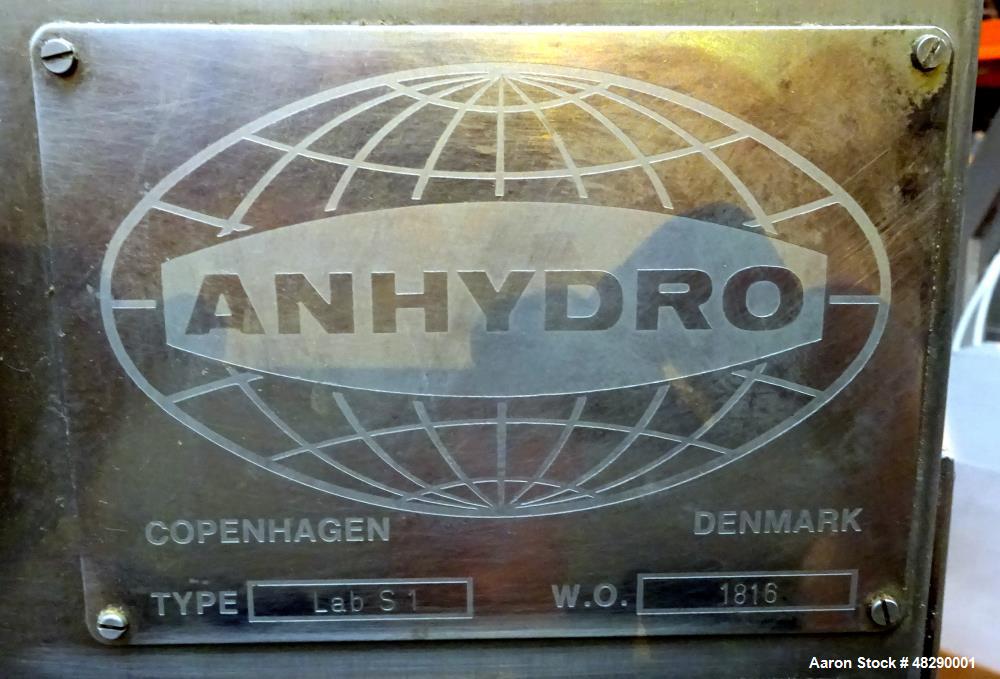 ANHYDRO
COPENHAGEN DENMARK
TYPE Lab S 1 W.O. 1816
Aaron Stock # 48290001